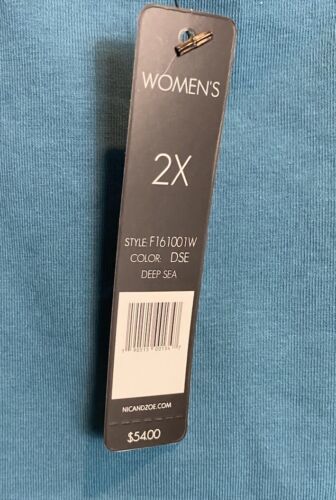 WOMEN'S
2X
STYLE: F161001W
COLOR: DSE
DEEP SEA
NICANDZOE.COM
$54.00